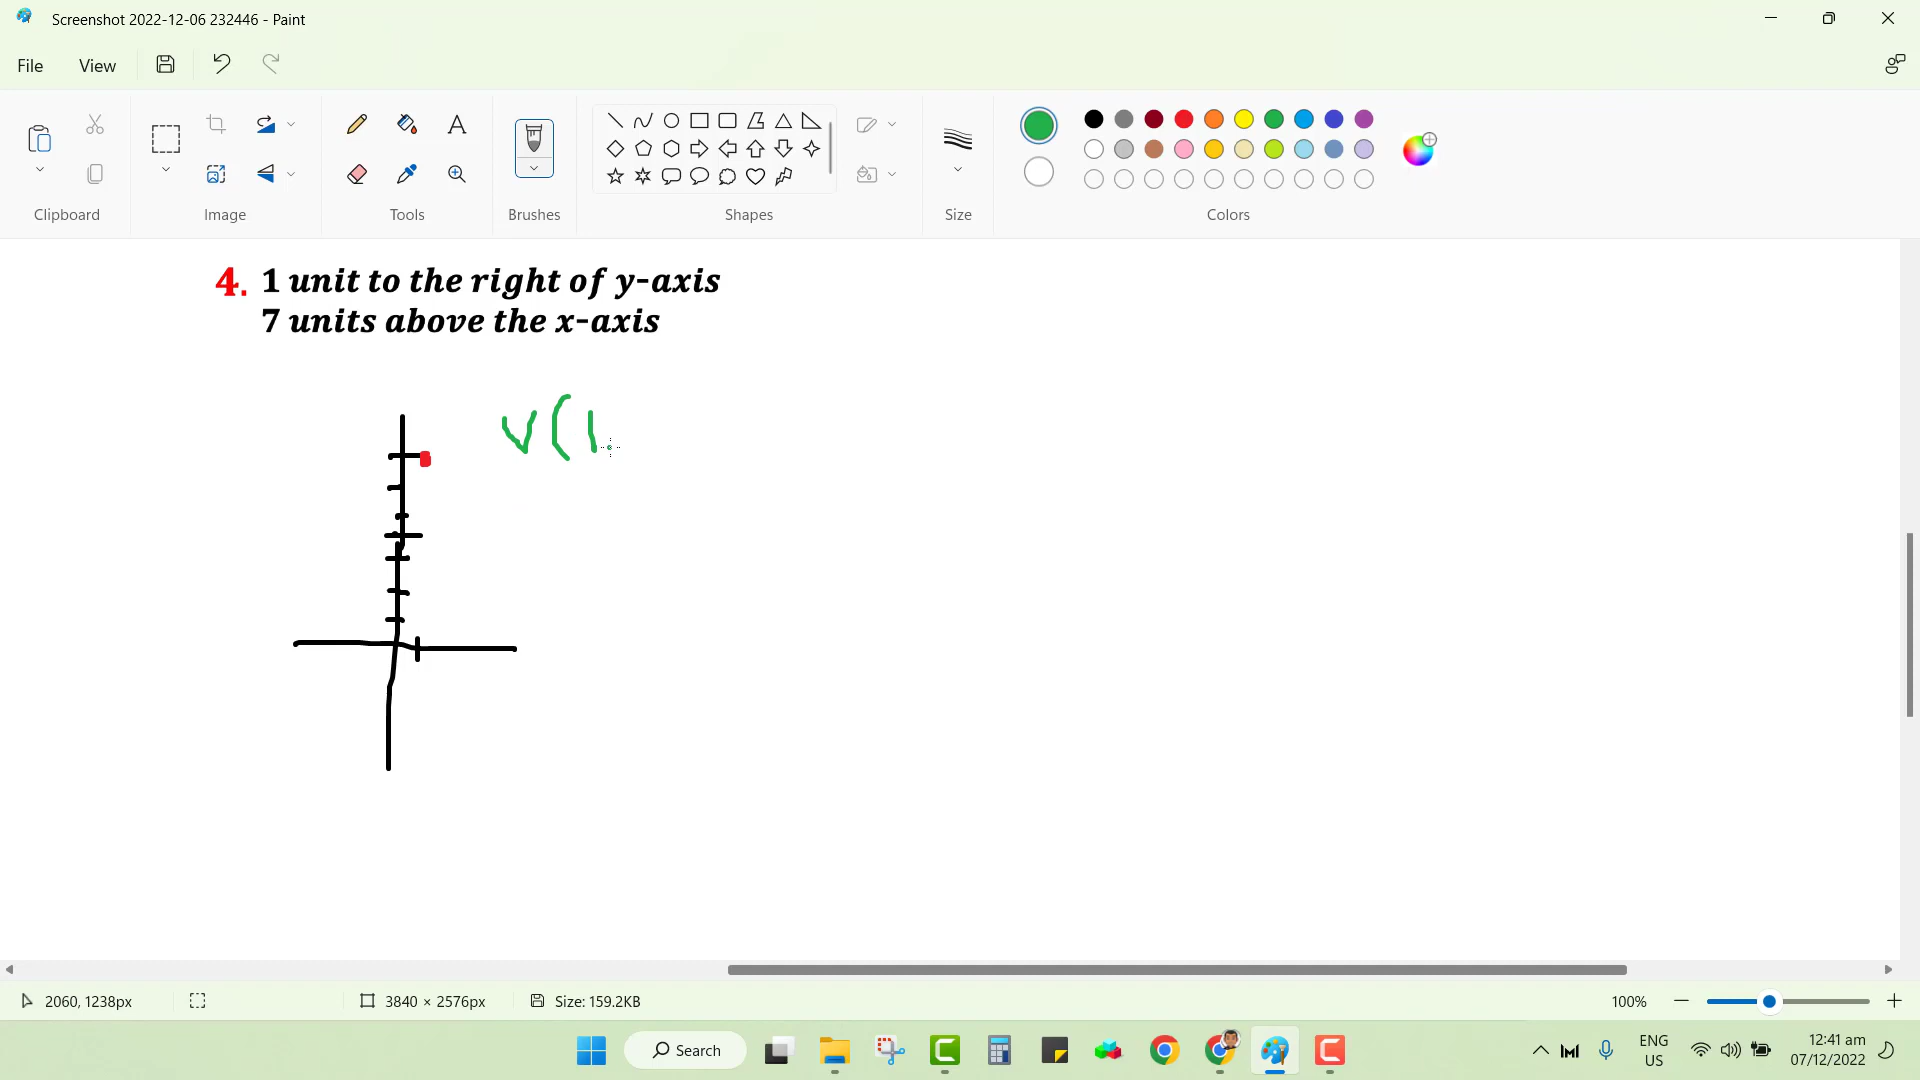 Screenshot 2022-12-06 232446 - Paint
File View
Clipboard Image Tools Brushes Shapes Size Colors
4. 1 unit to the right of y-axis
7 units above the x-axis
V(1
2060, 1238px 3840 × 2576px Size: 159.2KB 100%
Search ENG US 12:41 am 07/12/2022